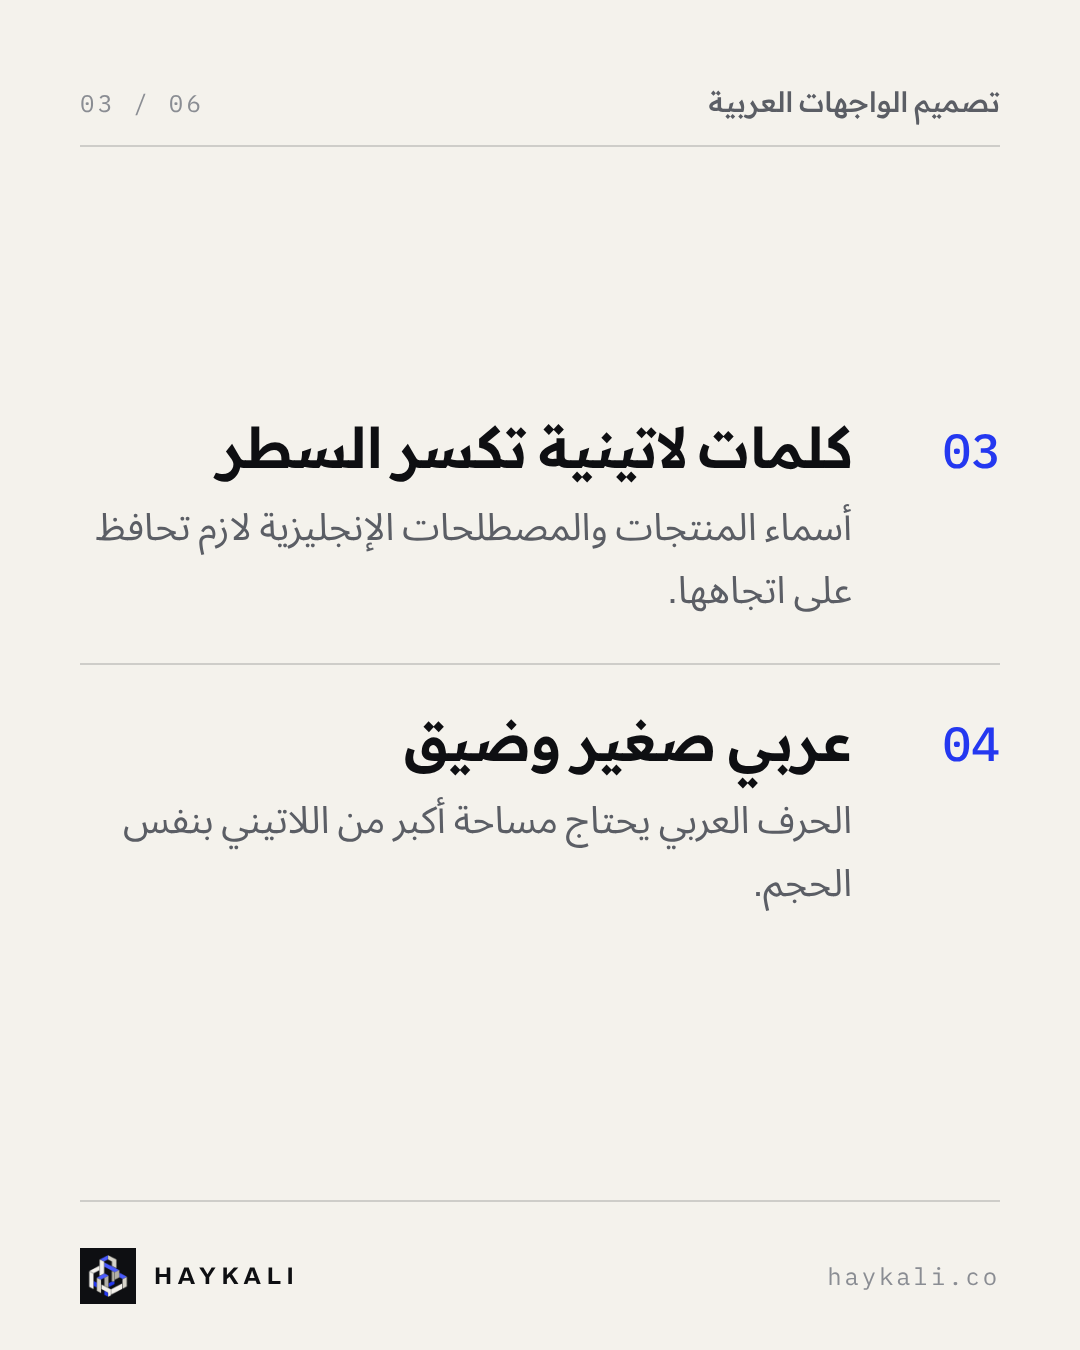 تصميم الواجهات العربية
03 / 06
03
كلمات لاتينية تكسر السطر
أسماء المنتجات والمصطلحات الإنجليزية لازم تحافظ
على اتجاهها.
04
عربي صغير وضيق
الحرف العربي يحتاج مساحة أكبر من اللاتيني بنفس
الحجم.
HAYKALI
haykali.co